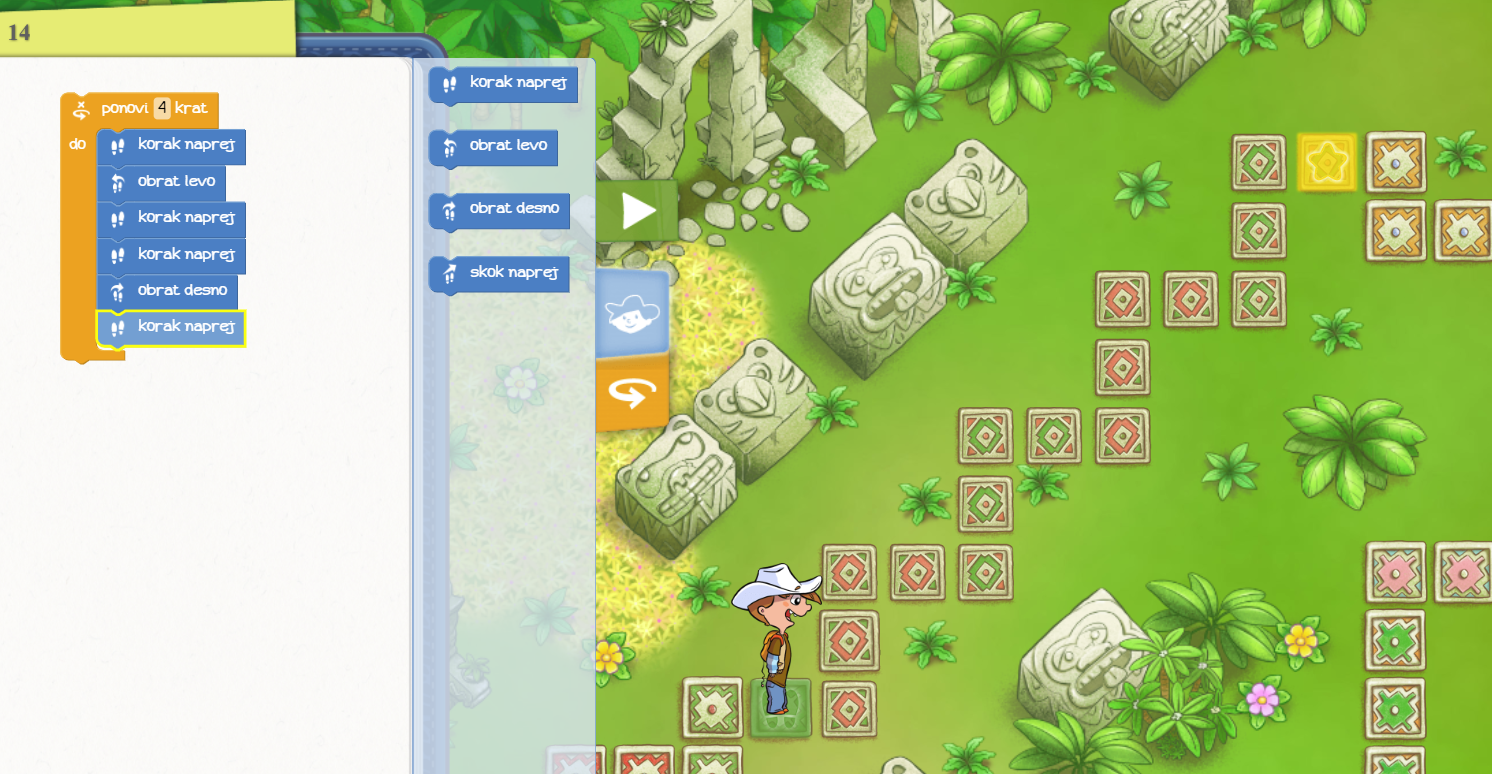 14
ponovi 4 krat
do
korak naprej
obrat levo
korak naprej
korak naprej
obrat desno
korak naprej
korak naprej
obrat levo
obrat desno
skok naprej